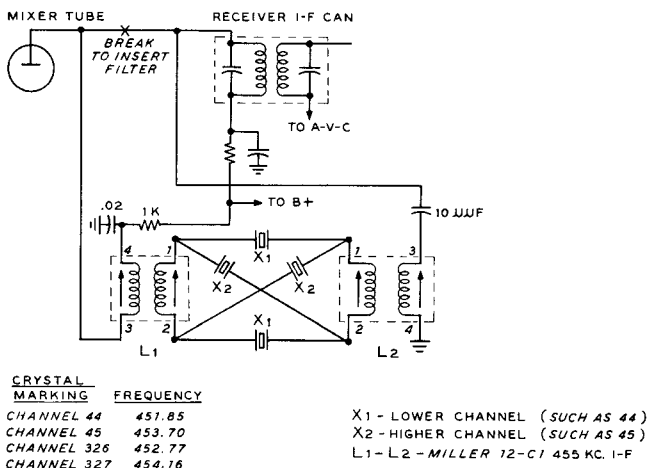 MIXER TUBE
RECEIVER I-F CAN
BREAK
TO INSERT
FILTER
TO A-V-C
TO B+
.02
1K
10 µµF
4
1
1
3
X1
X2
X2
X1
3
2
2
4
L1
L2
CRYSTAL
MARKING FREQUENCY
CHANNEL 44 451.85
CHANNEL 45 453.70
CHANNEL 326 452.77
CHANNEL 327 454.16
X1 - LOWER CHANNEL (SUCH AS 44)
X2 - HIGHER CHANNEL (SUCH AS 45)
L1 - L2 - MILLER 12-C1 455 KC. I-F